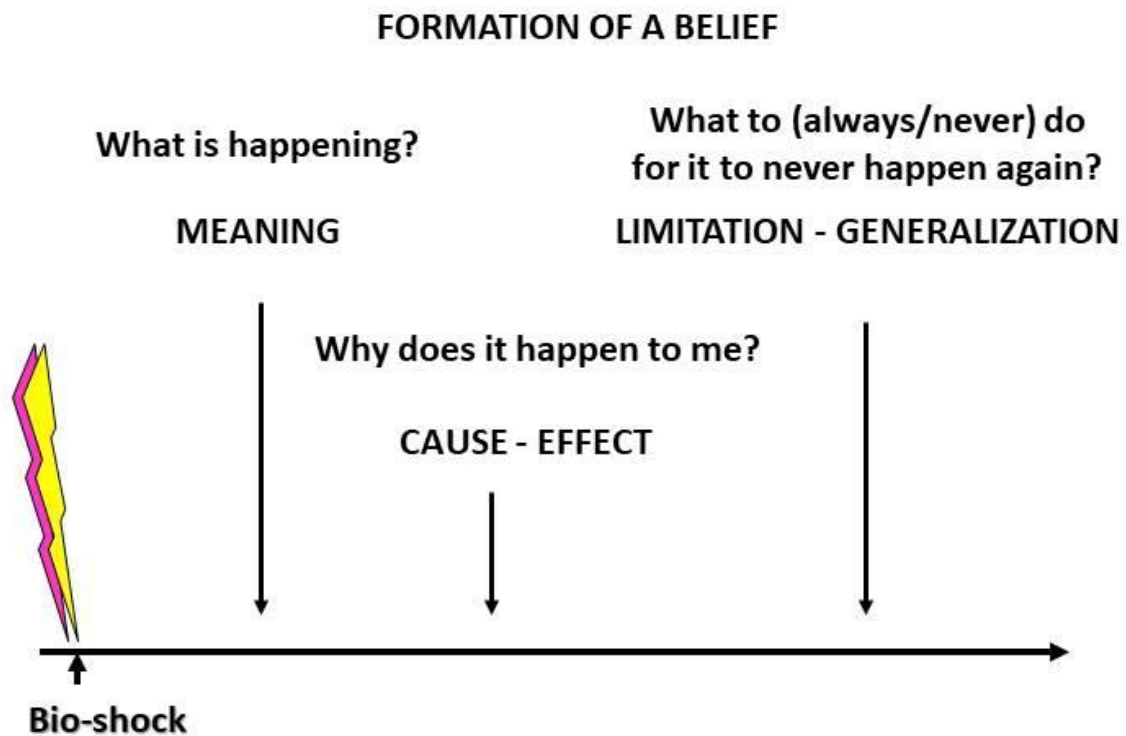 FORMATION OF A BELIEF
What is happening?
MEANING
What to (always/never) do
for it to never happen again?
LIMITATION - GENERALIZATION
Why does it happen to me?
CAUSE - EFFECT
Bio-shock